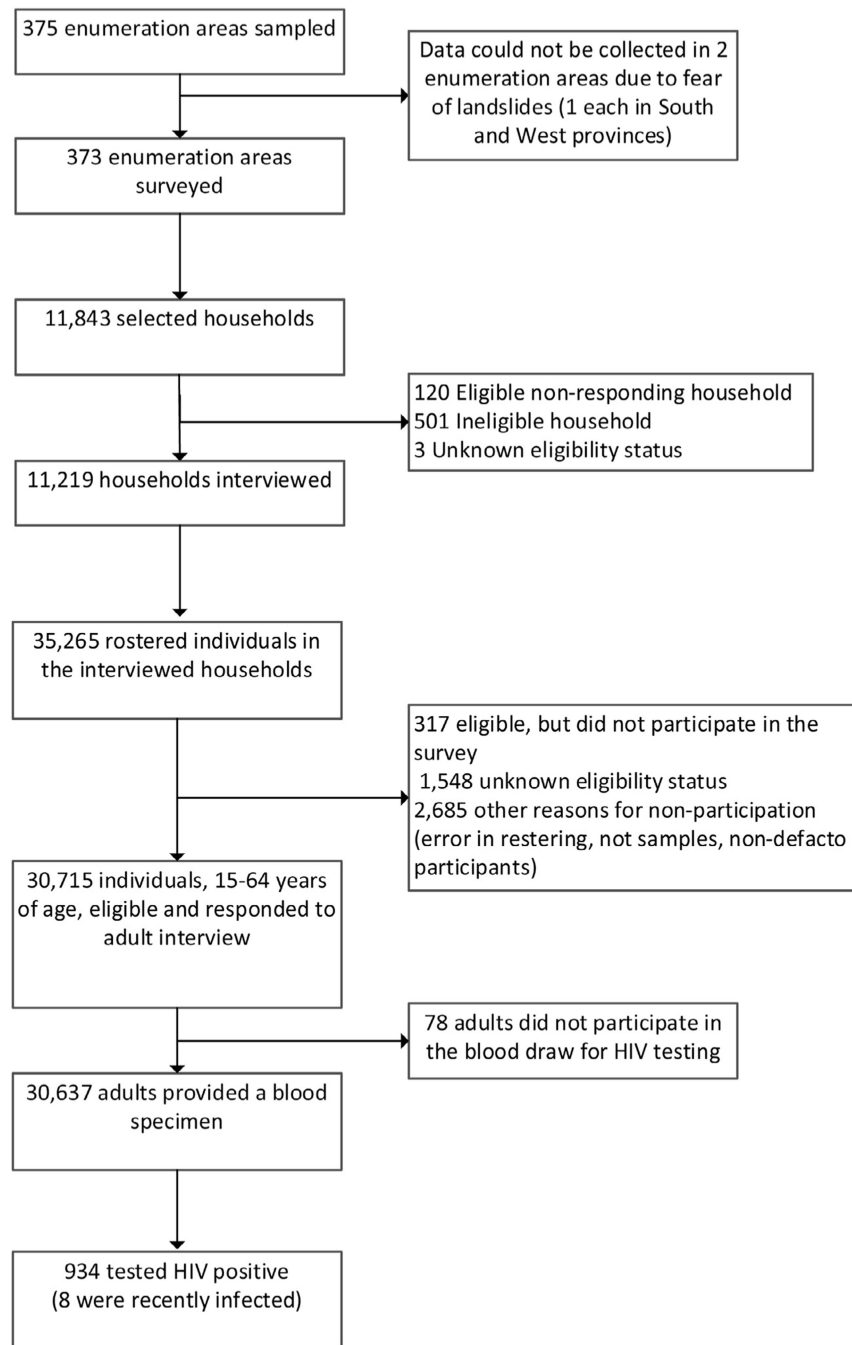 375 enumeration areas sampled
Data could not be collected in 2
enumeration areas due to fear
of landslides (1 each in South
and West provinces)
373 enumeration areas
surveyed
11,843 selected households
120 Eligible non-responding household
501 Ineligible household
3 Unknown eligibility status
11,219 households interviewed
35,265 rostered individuals in
the interviewed households
317 eligible, but did not participate in the
survey
1,548 unknown eligibility status
2,685 other reasons for non-participation
(error in restering, not samples, non-defacto
participants)
30,715 individuals, 15-64 years
of age, eligible and responded to
adult interview
78 adults did not participate in
the blood draw for HIV testing
30,637 adults provided a blood
specimen
934 tested HIV positive
(8 were recently infected)